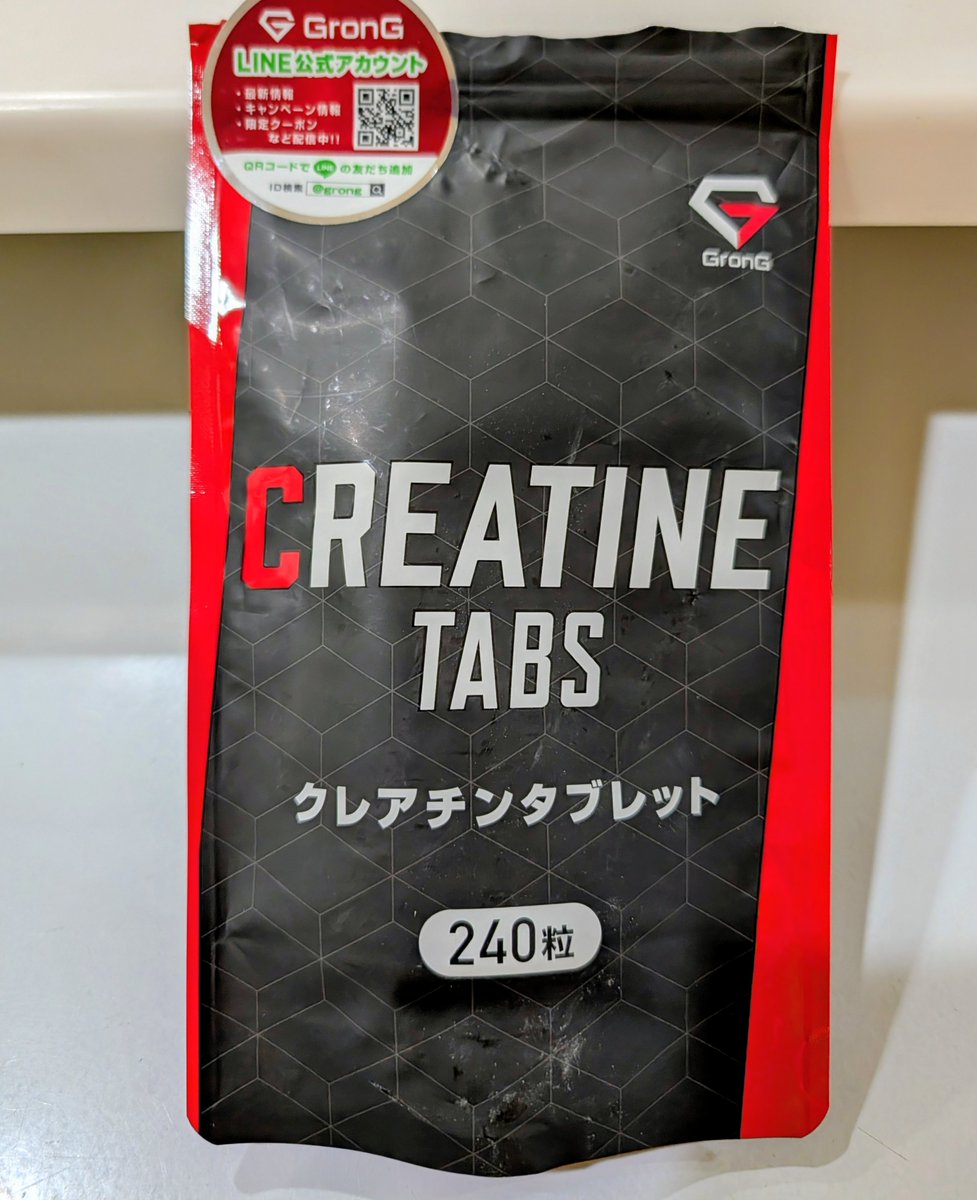 GronG
LINE公式アカウント
・最新情報
・キャンペーン情報
・限定クーポン
など配信中!!
QRコードで LINE の友だち追加
ID検索 @grong
GronG
CREATINE
TABS
クレアチンタブレット
240粒